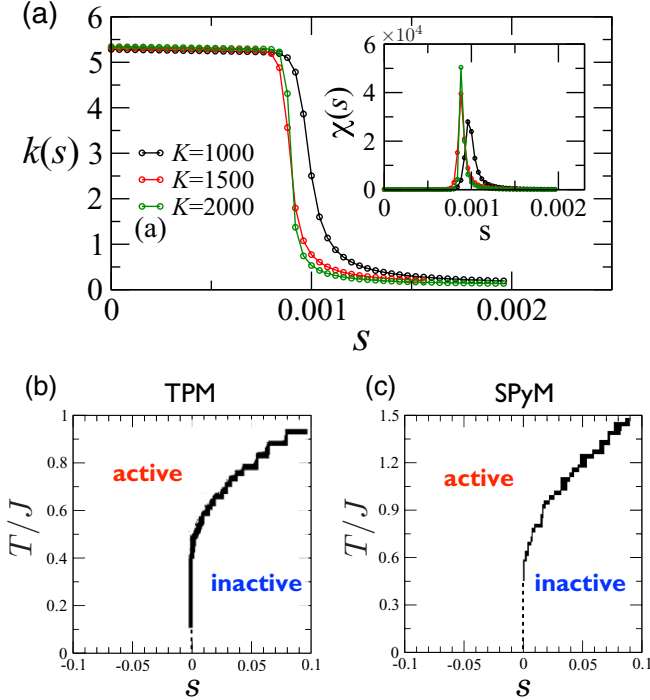 (a)
6
5
4
3
2
1
0
k(s)
K=1000
K=1500
K=2000
(a)
0
0.001
0.002
s
×10⁴
6
4
2
0
χ(s)
0
0.001
0.002
s
(b)
TPM
1
0.8
0.6
0.4
0.2
0
T/J
active
inactive
-0.1
-0.05
0
0.05
0.1
s
(c)
SPyM
1.5
1.2
0.9
0.6
0.3
0
T/J
active
inactive
-0.1
-0.05
0
0.05
0.1
s